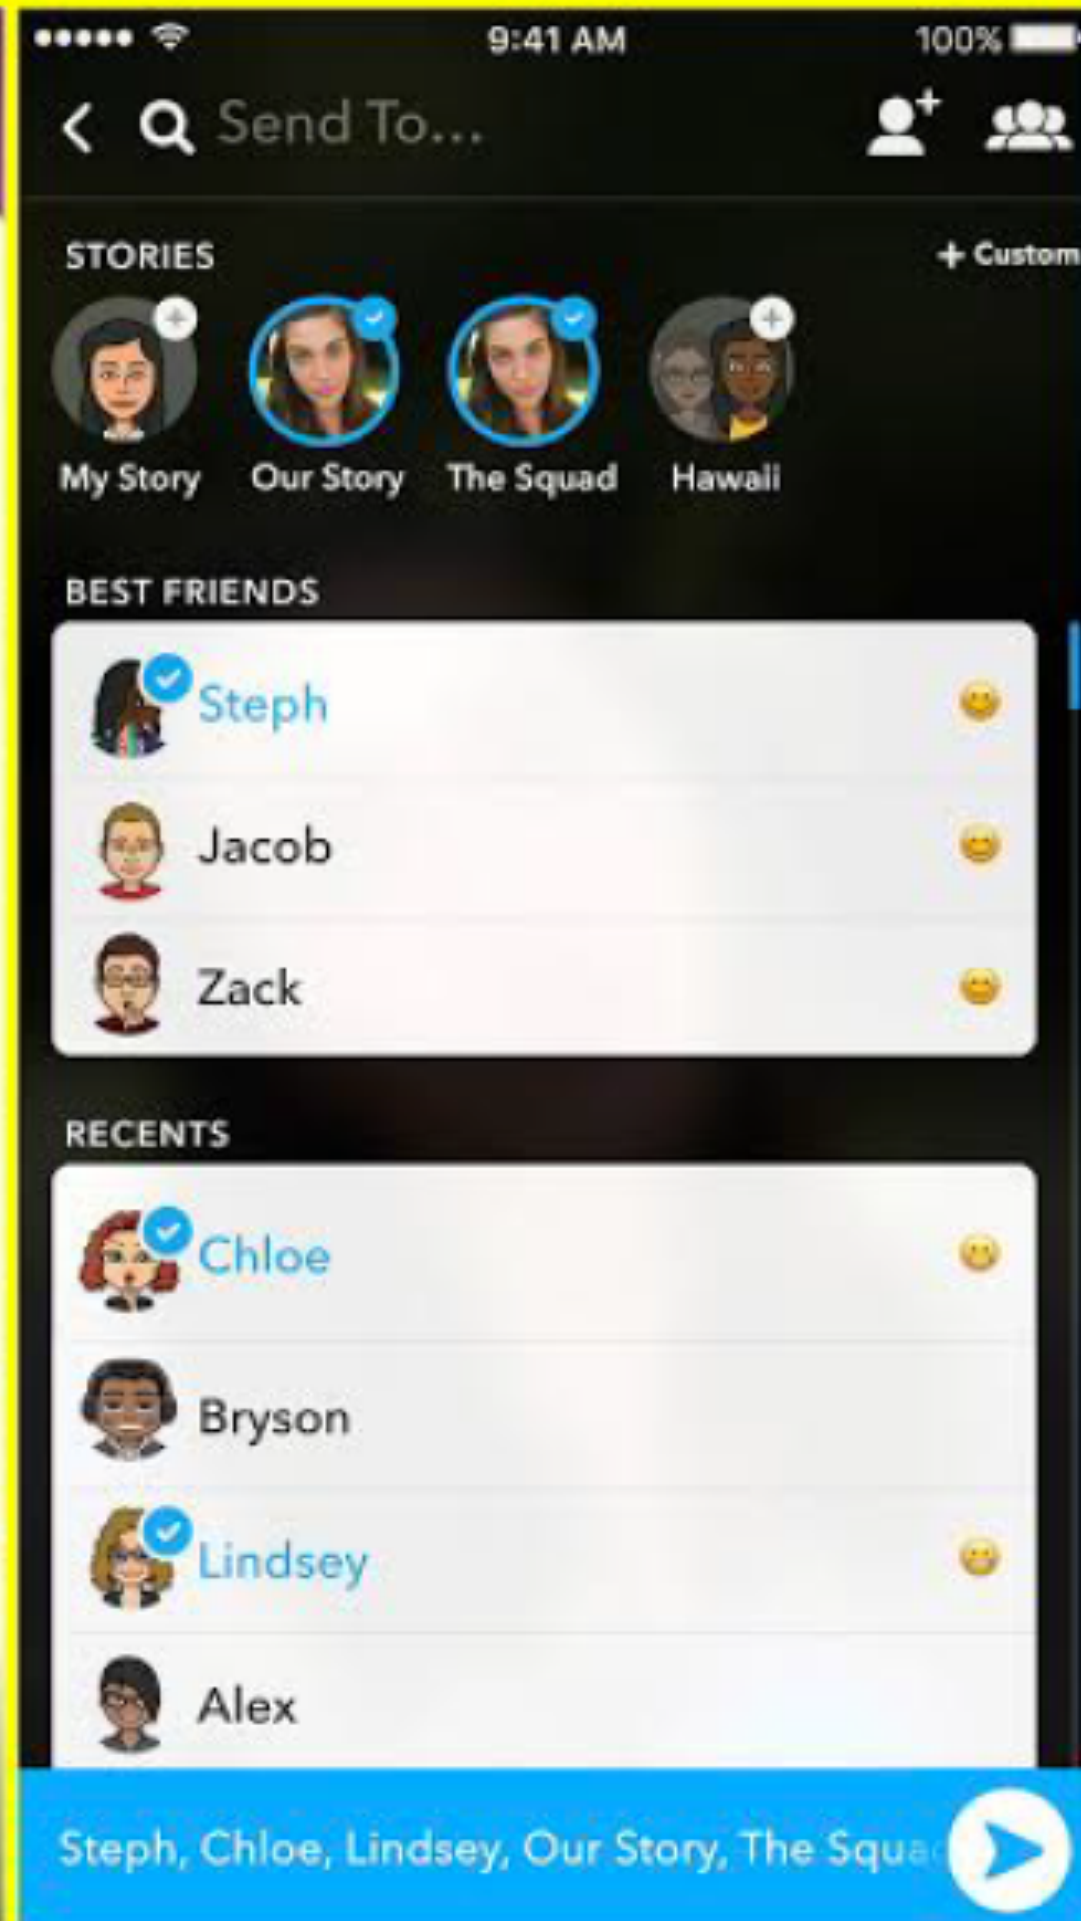 9:41 AM 100%
Send To...
STORIES + Custom
My Story Our Story The Squad Hawaii
BEST FRIENDS
Steph
Jacob
Zack
RECENTS
Chloe
Bryson
Lindsey
Alex
Steph, Chloe, Lindsey, Our Story, The Squa